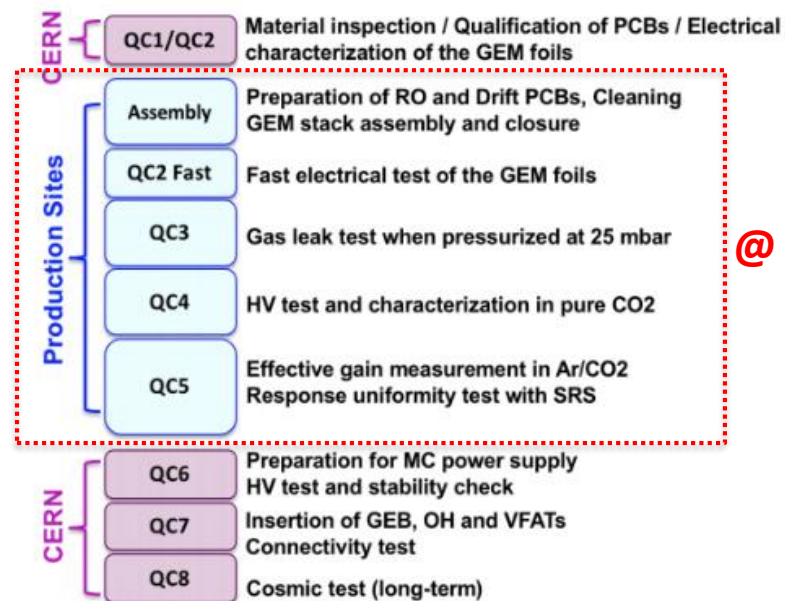 CERN
QC1/QC2
Material inspection / Qualification of PCBs / Electrical
characterization of the GEM foils
Production Sites
Assembly
Preparation of RO and Drift PCBs, Cleaning
GEM stack assembly and closure
QC2 Fast
Fast electrical test of the GEM foils
QC3
Gas leak test when pressurized at 25 mbar
@
QC4
HV test and characterization in pure CO2
QC5
Effective gain measurement in Ar/CO2
Response uniformity test with SRS
CERN
QC6
Preparation for MC power supply
HV test and stability check
QC7
Insertion of GEB, OH and VFATs
Connectivity test
QC8
Cosmic test (long-term)